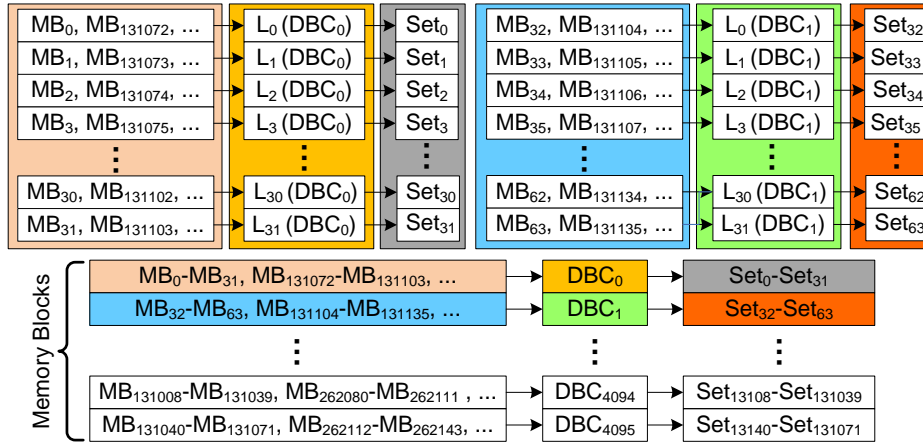 MB0, MB131072, ... L0 (DBC0) Set0 MB32, MB131104, ... L0 (DBC1) Set32
MB1, MB131073, ... L1 (DBC0) Set1 MB33, MB131105, ... L1 (DBC1) Set33
MB2, MB131074, ... L2 (DBC0) Set2 MB34, MB131106, ... L2 (DBC1) Set34
MB3, MB131075, ... L3 (DBC0) Set3 MB35, MB131107, ... L3 (DBC1) Set35
MB30, MB131102, ... L30 (DBC0) Set30 MB62, MB131134, ... L30 (DBC1) Set62
MB31, MB131103, ... L31 (DBC0) Set31 MB63, MB131135, ... L31 (DBC1) Set63
Memory Blocks
MB0-MB31, MB131072-MB131103, ... DBC0 Set0-Set31
MB32-MB63, MB131104-MB131135, ... DBC1 Set32-Set63
MB131008-MB131039, MB262080-MB262111 , ... DBC4094 Set13108-Set131039
MB131040-MB131071, MB262112-MB262143, ... DBC4095 Set13140-Set131071